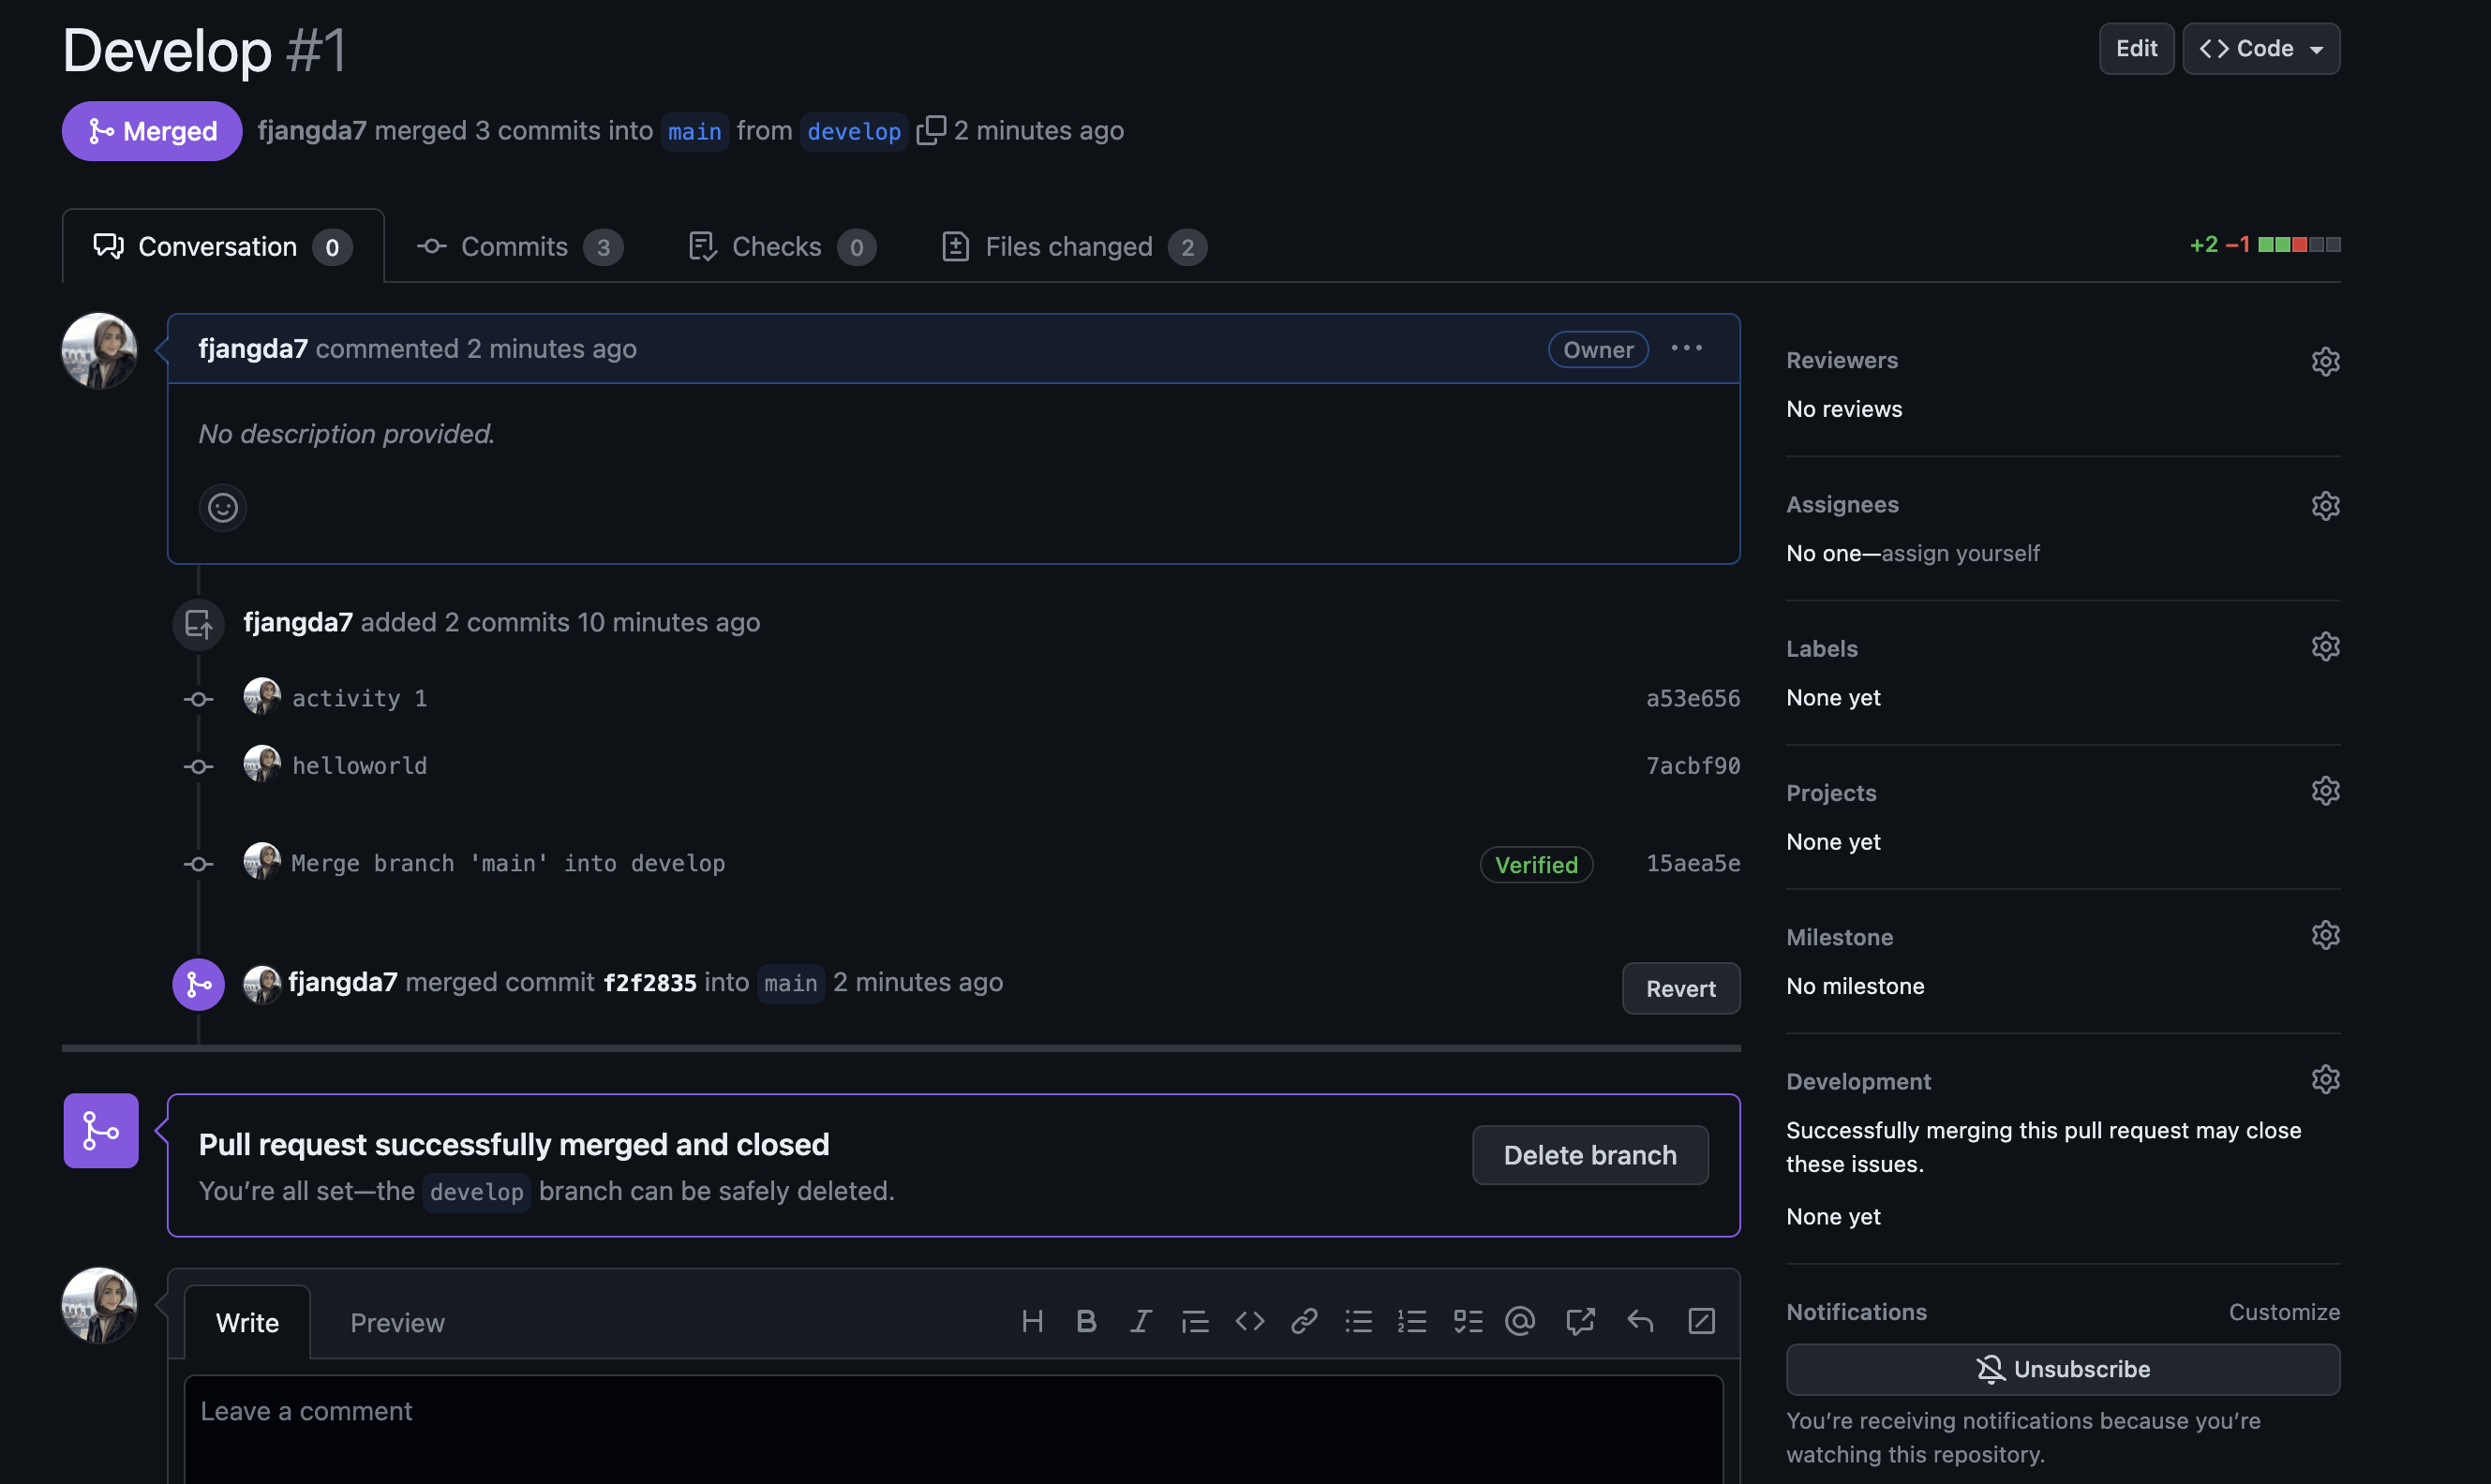 Develop #1
Edit
Code
Merged
fjangda7 merged 3 commits into main from develop 2 minutes ago
Conversation 0
Commits 3
Checks 0
Files changed 2
+2 −1
fjangda7 commented 2 minutes ago
Owner
No description provided.
fjangda7 added 2 commits 10 minutes ago
activity 1
a53e656
helloworld
7acbf90
Merge branch 'main' into develop
Verified
15aea5e
fjangda7 merged commit f2f2835 into main 2 minutes ago
Revert
Pull request successfully merged and closed
You’re all set—the develop branch can be safely deleted.
Delete branch
Write
Preview
Leave a comment
Reviewers
No reviews
Assignees
No one—assign yourself
Labels
None yet
Projects
None yet
Milestone
No milestone
Development
Successfully merging this pull request may close
these issues.
None yet
Notifications
Customize
Unsubscribe
You’re receiving notifications because you’re
watching this repository.